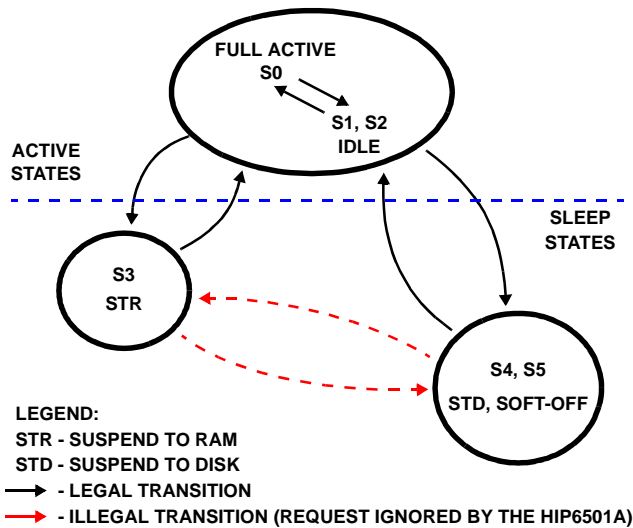 FULL ACTIVE
S0
S1, S2
IDLE
ACTIVE
STATES
SLEEP
STATES
S3
STR
S4, S5
STD, SOFT-OFF
LEGEND:
STR - SUSPEND TO RAM
STD - SUSPEND TO DISK
- LEGAL TRANSITION
- ILLEGAL TRANSITION (REQUEST IGNORED BY THE HIP6501A)